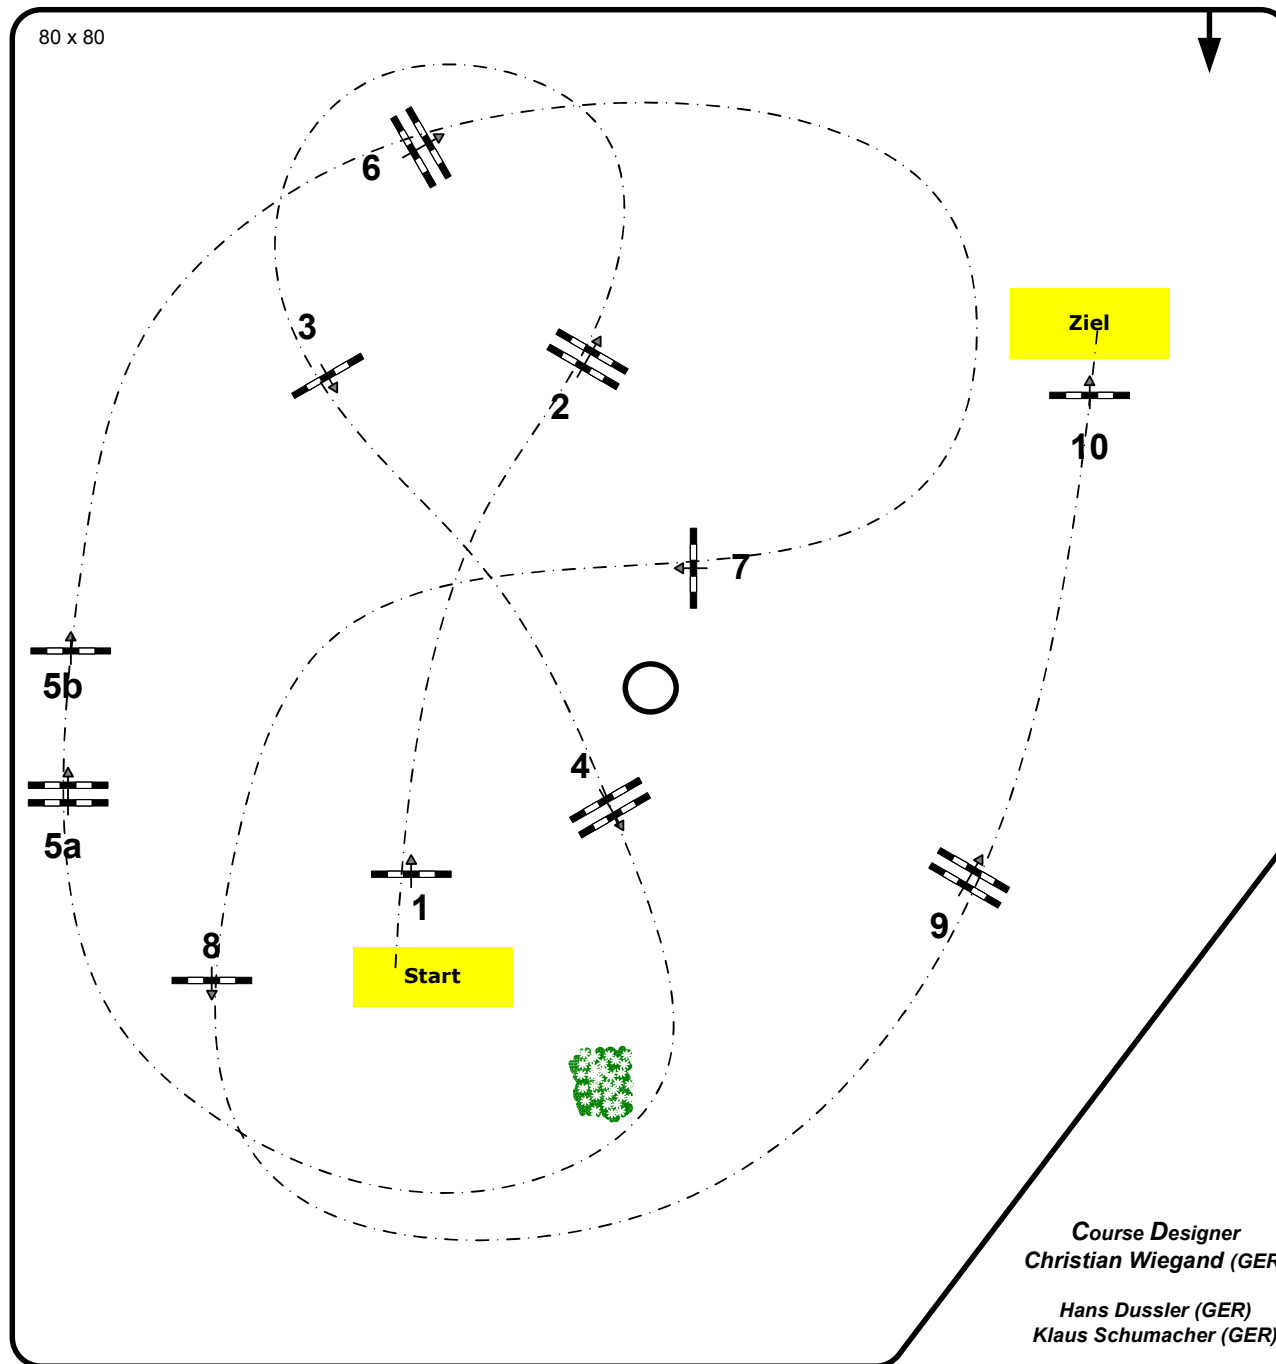 80 x 80
6
3
Ziel
2
10
7
5b
4
5a
1
9
8
Start
Course Designer
Christian Wiegand (GER
Hans Dussler (GER)
Klaus Schumacher (GER)